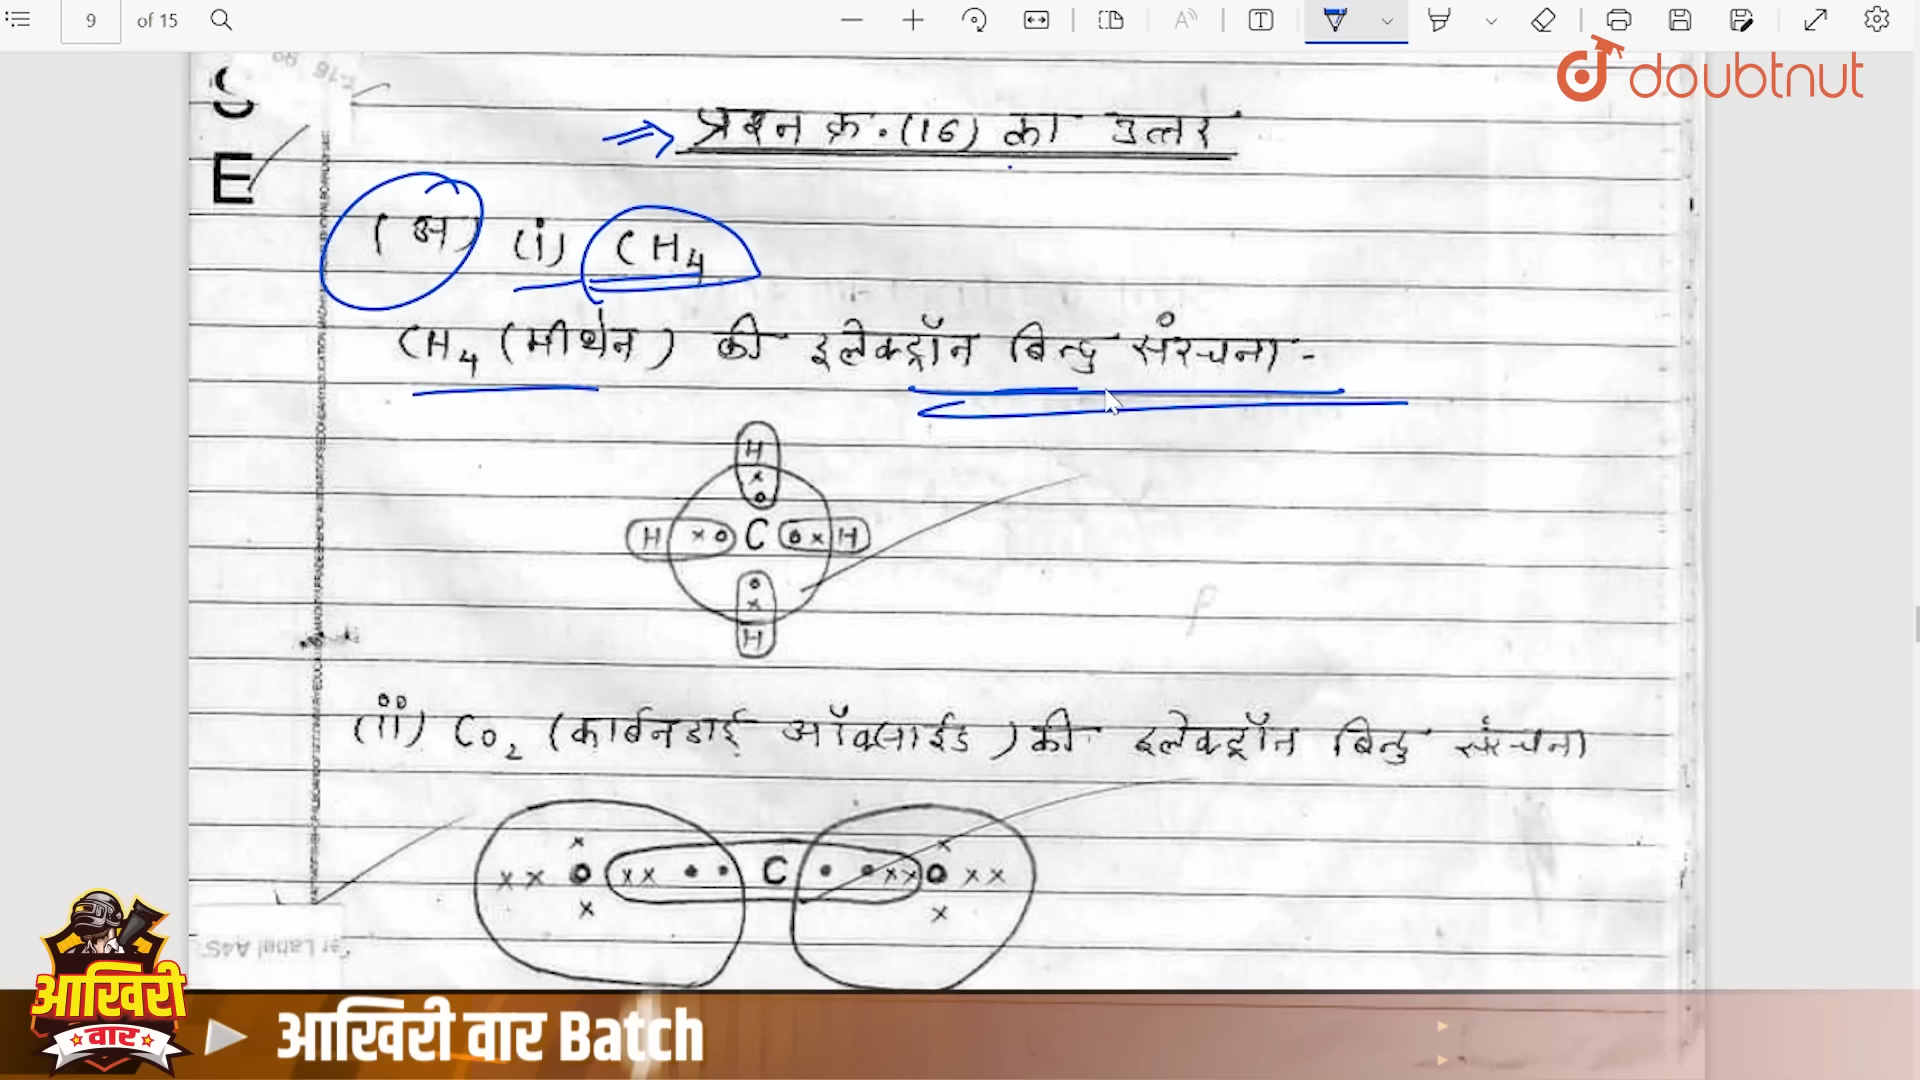 9 of 15
doubtnut
E
प्रश्न क्र.(16) का उत्तर
(अ) (i) CH4
CH4 (मीथेन) की इलेक्ट्रॉन बिन्दु संरचना -
H
x
o
H x o C o x H
o
x
H
(ii) CO2 (कार्बनडाई ऑक्साईड) की इलेक्ट्रॉन बिन्दु संरचना
x x
x x O x x • • C • • x x O x x
x x
आखिरी
वार
आखिरी वार Batch